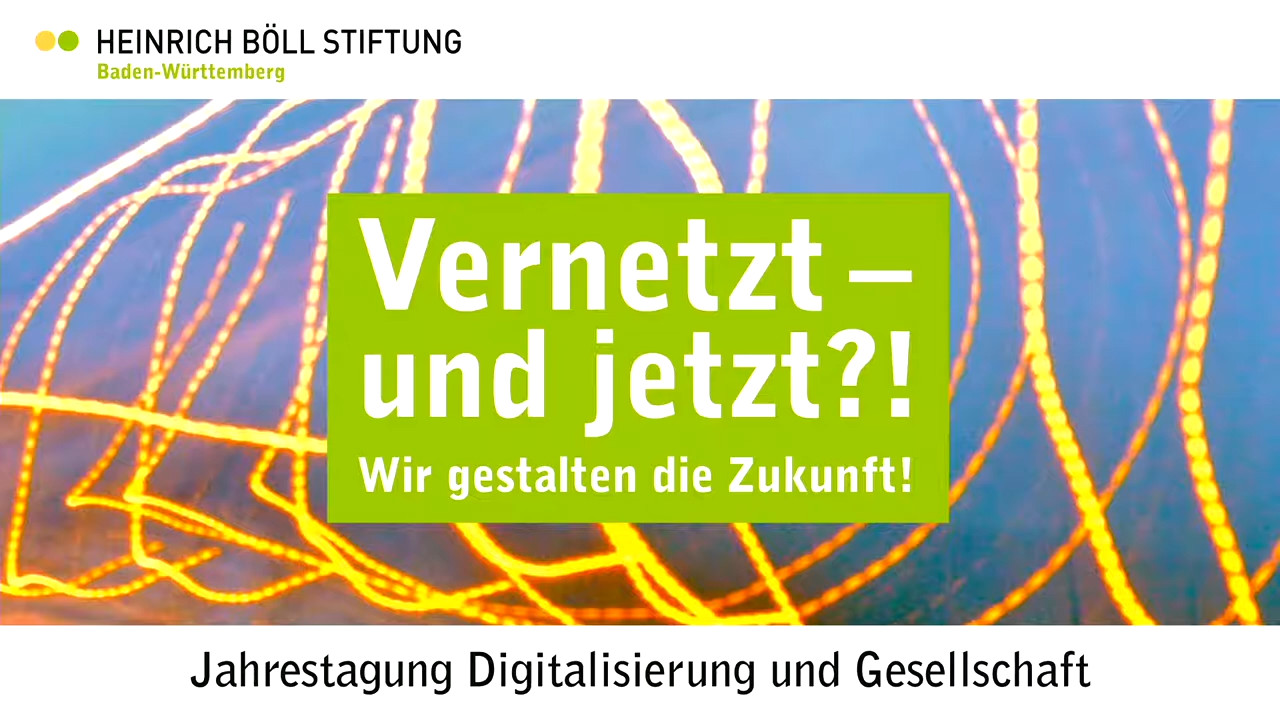 HEINRICH BÖLL STIFTUNG
Baden-Württemberg
Vernetzt –
und jetzt?!
Wir gestalten die Zukunft!
Jahrestagung Digitalisierung und Gesellschaft